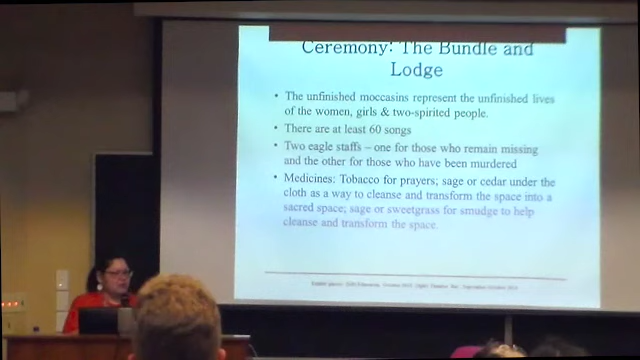 Ceremony: The Bundle and
Lodge
• The unfinished moccasins represent the unfinished lives
of the women, girls & two-spirited people.
• There are at least 60 songs
• Two eagle staffs – one for those who remain missing
and the other for those who have been murdered
• Medicines: Tobacco for prayers; sage or cedar under the
cloth as a way to cleanse and transform the space into a
sacred space; sage or sweetgrass for smudge to help
cleanse and transform the space.